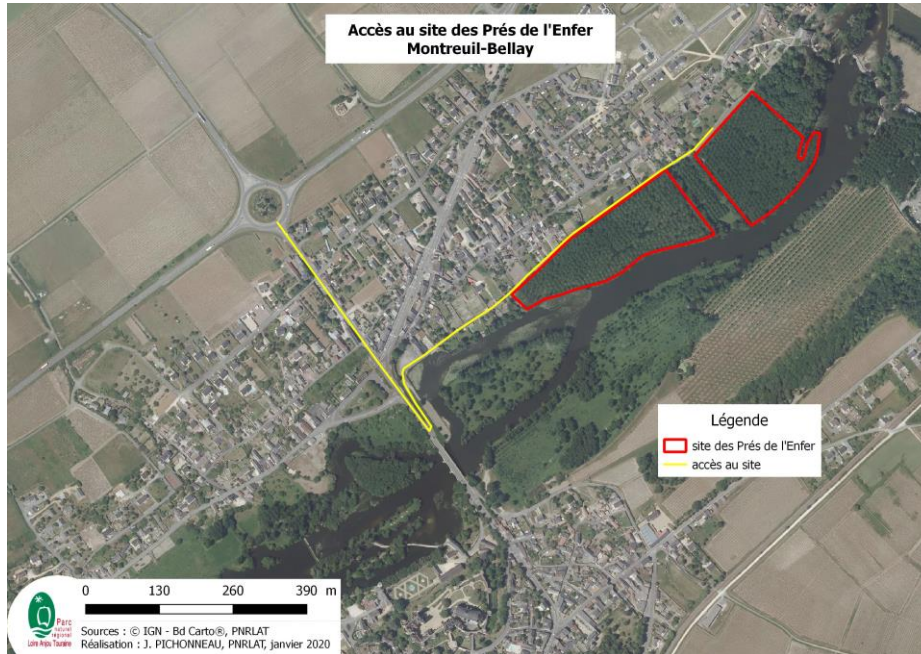 Accès au site des Prés de l'Enfer
Montreuil-Bellay
Légende
site des Prés de l'Enfer
accès au site
0 130 260 390 m
Parc
naturel
régional
Loire Anjou Touraine
Sources : © IGN - Bd Carto®, PNRLAT
Réalisation : J. PICHONNEAU, PNRLAT, janvier 2020